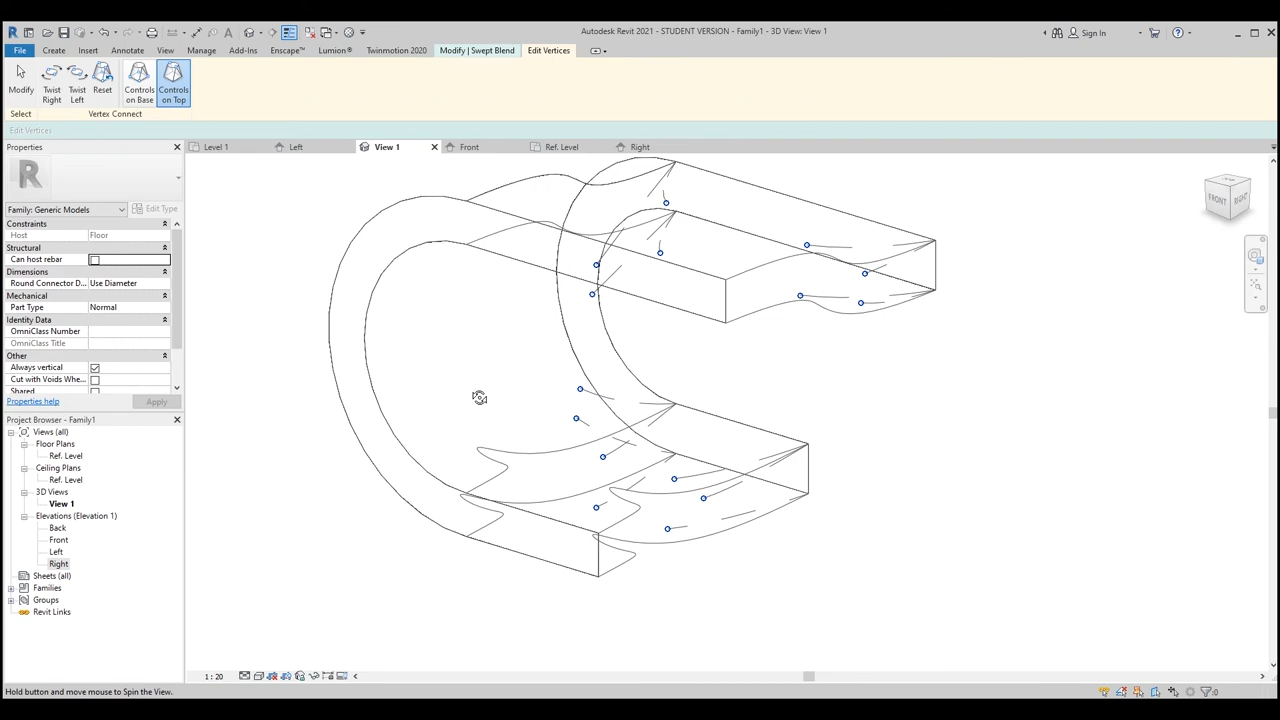 Autodesk Revit 2021 - STUDENT VERSION - Family1 - 3D View: View 1
Sign In
File Create Insert Annotate View Manage Add-Ins Enscape™ Lumion® Twinmotion 2020 Modify | Swept Blend Edit Vertices
Modify
Twist Right
Twist Left
Reset
Controls on Base
Controls on Top
Select Vertex Connect
Edit Vertices
Properties
Level 1 Left View 1 Front Ref. Level Right
Family: Generic Models Edit Type
Constraints
Host Floor
Structural
Can host rebar
Dimensions
Round Connector D... Use Diameter
Mechanical
Part Type Normal
Identity Data
OmniClass Number
OmniClass Title
Other
Always vertical
Cut with Voids Whe...
Shared
Properties help Apply
Project Browser - Family1
Views (all)
Floor Plans
Ref. Level
Ceiling Plans
Ref. Level
3D Views
View 1
Elevations (Elevation 1)
Back
Front
Left
Right
Sheets (all)
Families
Groups
Revit Links
FRONT RIGHT
1 : 20
Hold button and move mouse to Spin the View.
:0